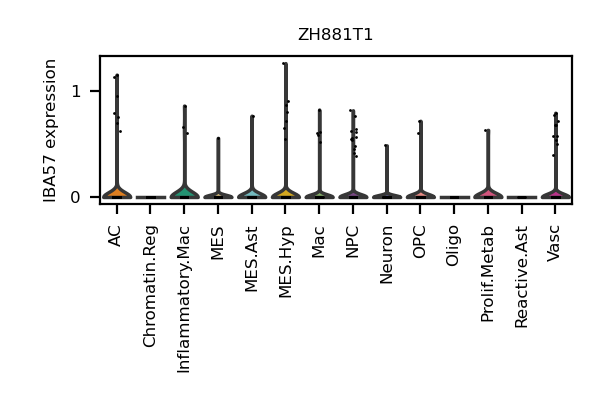 ZH881T1
IBA57 expression
1
0
AC
Chromatin.Reg
Inflammatory.Mac
MES
MES.Ast
MES.Hyp
Mac
NPC
Neuron
OPC
Oligo
Prolif.Metab
Reactive.Ast
Vasc